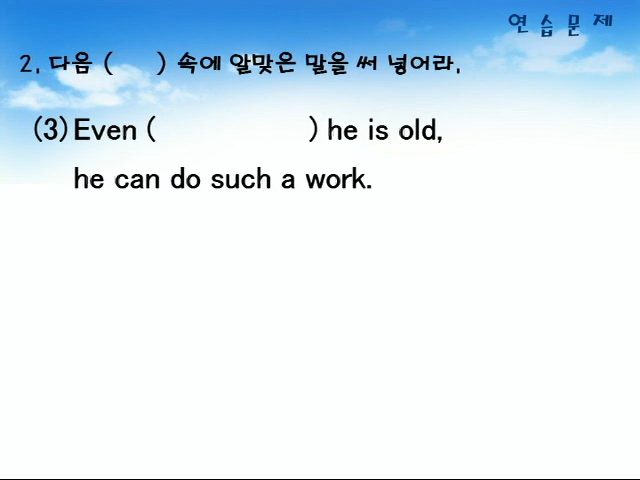 연 습 문 제
2. 다음 (     ) 속에 알맞은 말을 써 넣어라.
(3) Even (               ) he is old,
he can do such a work.